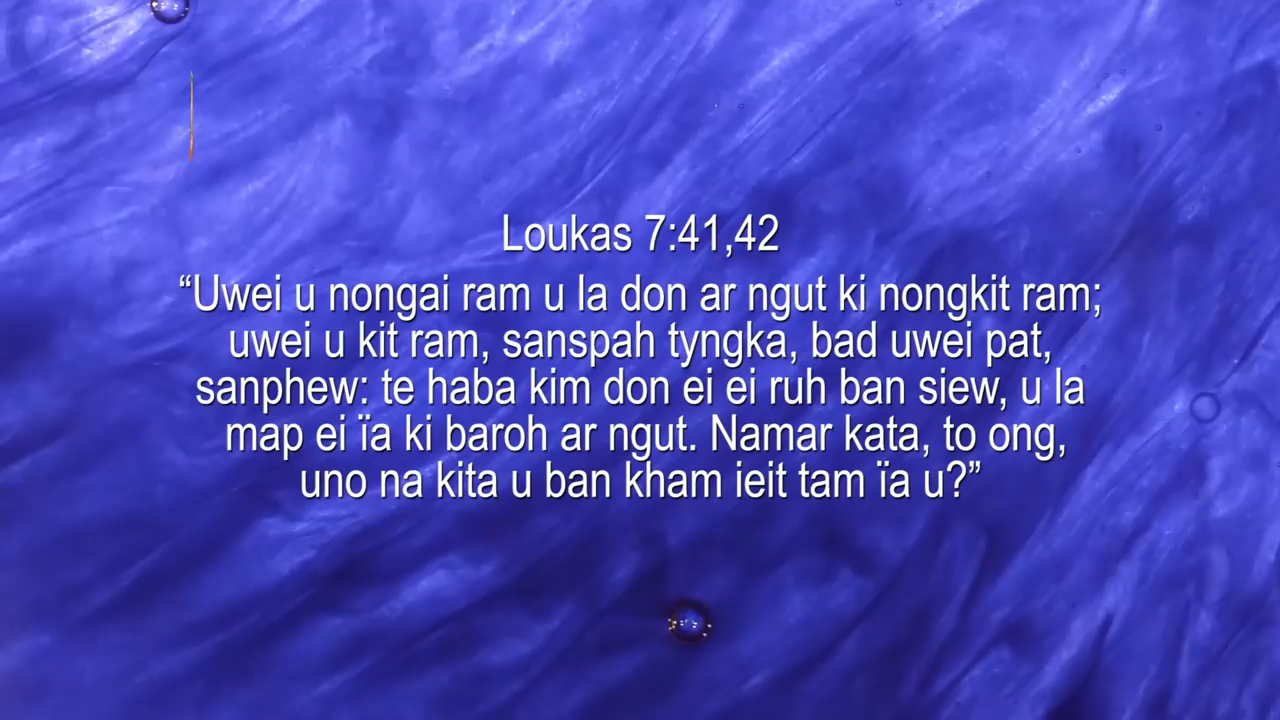 Loukas 7:41,42
“Uwei u nongai ram u la don ar ngut ki nongkit ram;
uwei u kit ram, sanspah tyngka, bad uwei pat,
sanphew: te haba kim don ei ei ruh ban siew, u la
map ei ïa ki baroh ar ngut. Namar kata, to ong,
uno na kita u ban kham ieit tam ïa u?”